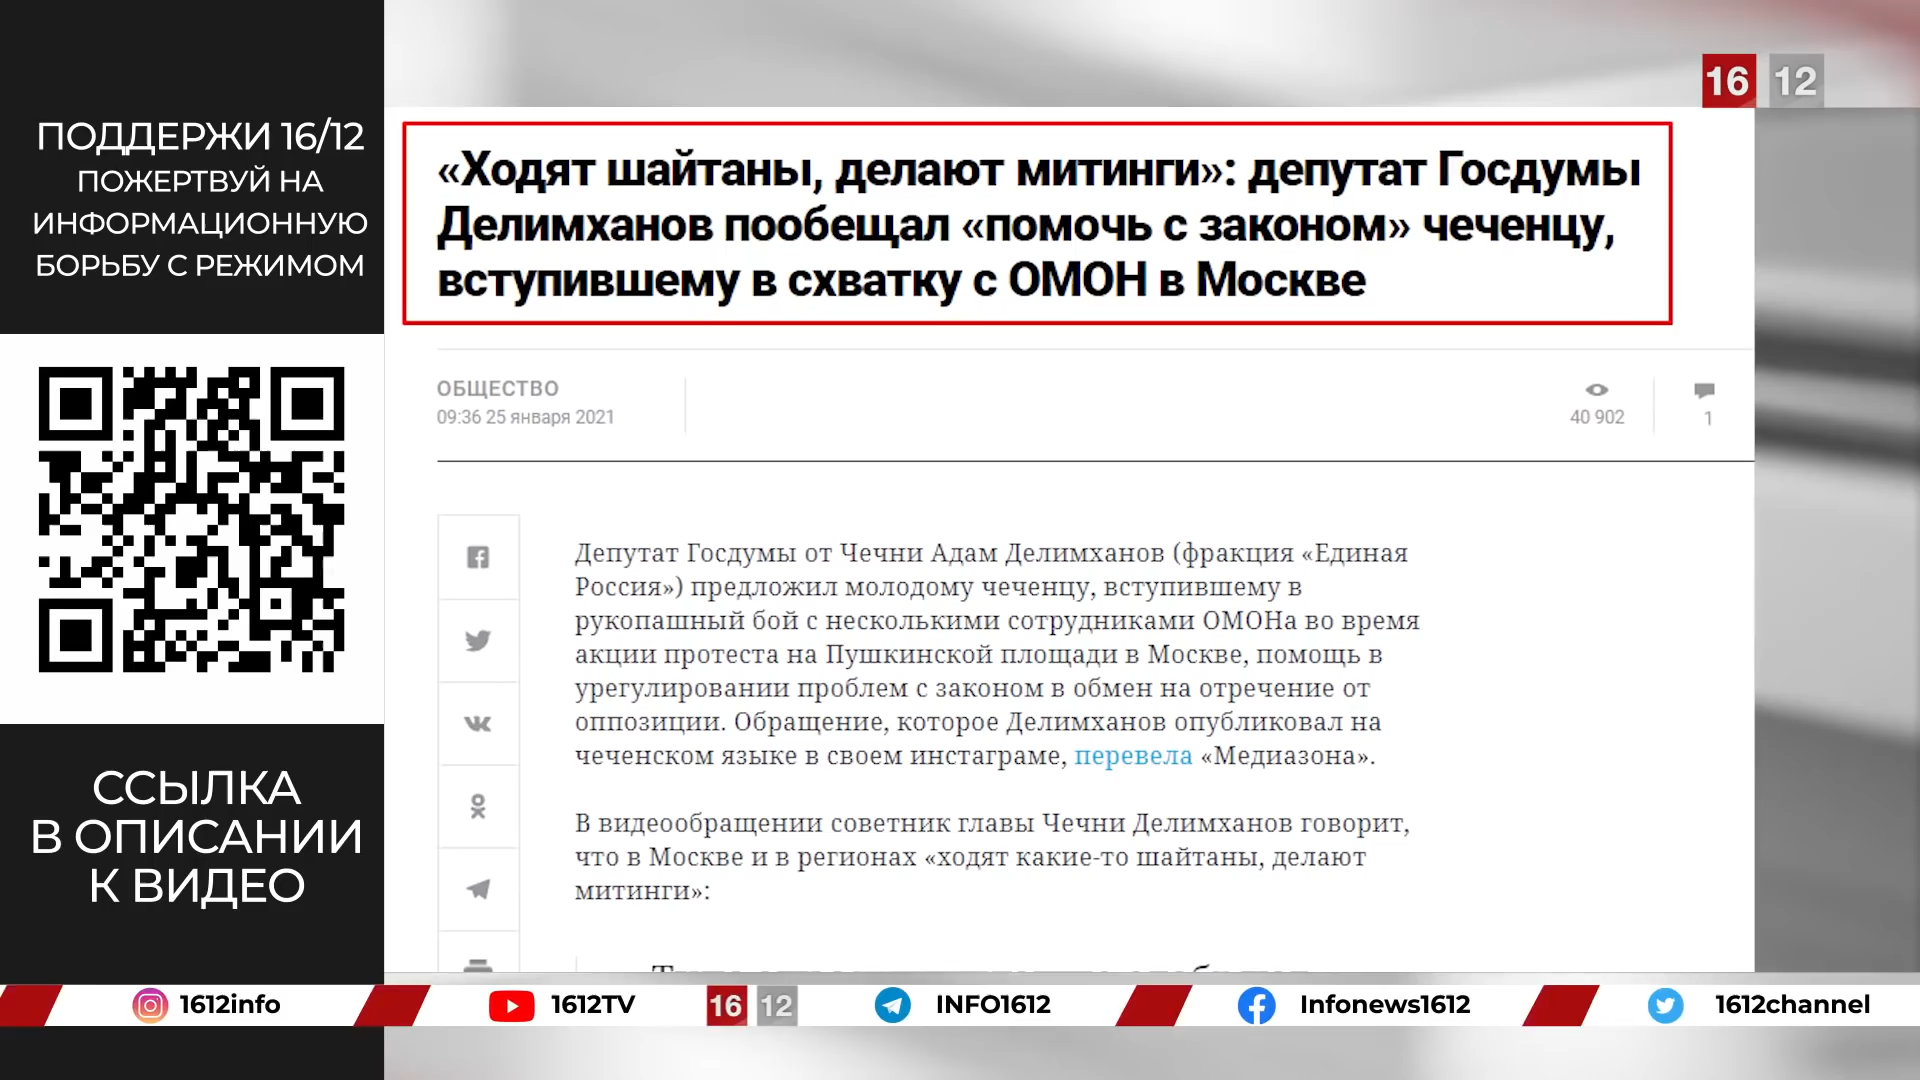 ПОДДЕРЖИ 16/12
ПОЖЕРТВУЙ НА
ИНФОРМАЦИОННУЮ
БОРЬБУ С РЕЖИМОМ
ССЫЛКА
В ОПИСАНИИ
К ВИДЕО
16 12
«Ходят шайтаны, делают митинги»: депутат Госдумы
Делимханов пообещал «помочь с законом» чеченцу,
вступившему в схватку с ОМОН в Москве
ОБЩЕСТВО
09:36 25 января 2021
40 902
1
Депутат Госдумы от Чечни Адам Делимханов (фракция «Единая
Россия») предложил молодому чеченцу, вступившему в
рукопашный бой с несколькими сотрудниками ОМОНа во время
акции протеста на Пушкинской площади в Москве, помощь в
урегулировании проблем с законом в обмен на отречение от
оппозиции. Обращение, которое Делимханов опубликовал на
чеченском языке в своем инстаграме, перевела «Медиазона».
В видеообращении советник главы Чечни Делимханов говорит,
что в Москве и в регионах «ходят какие-то шайтаны, делают
митинги»:
1612info
1612TV
16 12
INFO1612
Infonews1612
1612channel